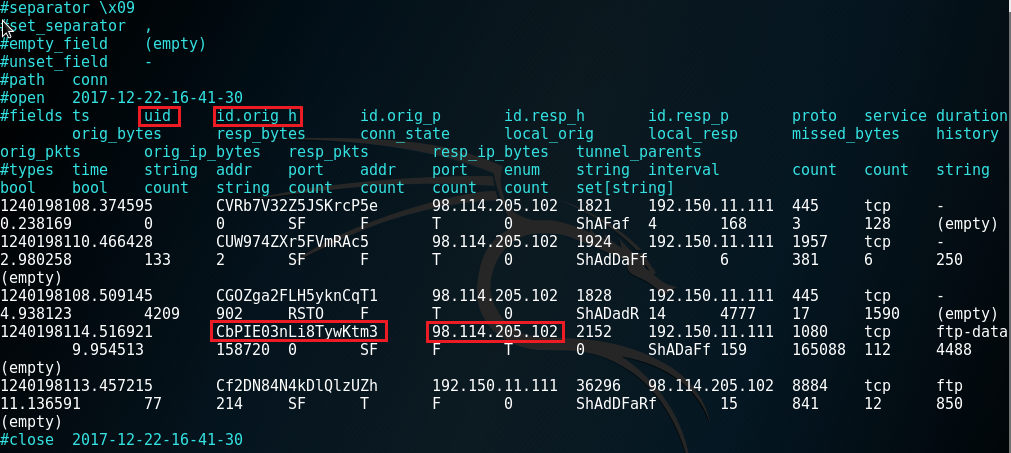 #separator \x09
#set_separator ,
#empty_field (empty)
#unset_field -
#path conn
#open 2017-12-22-16-41-30
#fields ts uid id.orig_h id.orig_p id.resp_h id.resp_p proto service duration
orig_bytes resp_bytes conn_state local_orig local_resp missed_bytes history
orig_pkts orig_ip_bytes resp_pkts resp_ip_bytes tunnel_parents
#types time string addr port addr port enum string interval count count string
bool bool count string count count count count set[string]
1240198108.374595 CVRb7V32Z5JSKrcP5e 98.114.205.102 1821 192.150.11.111 445 tcp -
0.238169 0 0 SF F T 0 ShAFaf 4 168 3 128 (empty)
1240198110.466428 CUW974ZXr5FVmRAc5 98.114.205.102 1924 192.150.11.111 1957 tcp -
2.980258 133 2 SF F T 0 ShAdDaFf 6 381 6 250
(empty)
1240198108.509145 CGOZga2FLH5yknCqT1 98.114.205.102 1828 192.150.11.111 445 tcp -
4.938123 4209 902 RSTO F T 0 ShADadR 14 4777 17 1590 (empty)
1240198114.516921 CbPIE03nLi8TywKtm3 98.114.205.102 2152 192.150.11.111 1080 tcp ftp-data
9.954513 158720 0 SF F T 0 ShADaFf 159 165088 112 4488
(empty)
1240198113.457215 Cf2DN84N4kDlQlzUZh 192.150.11.111 36296 98.114.205.102 8884 tcp ftp
11.136591 77 214 SF T F 0 ShAdDFaRf 15 841 12 850
(empty)
#close 2017-12-22-16-41-30